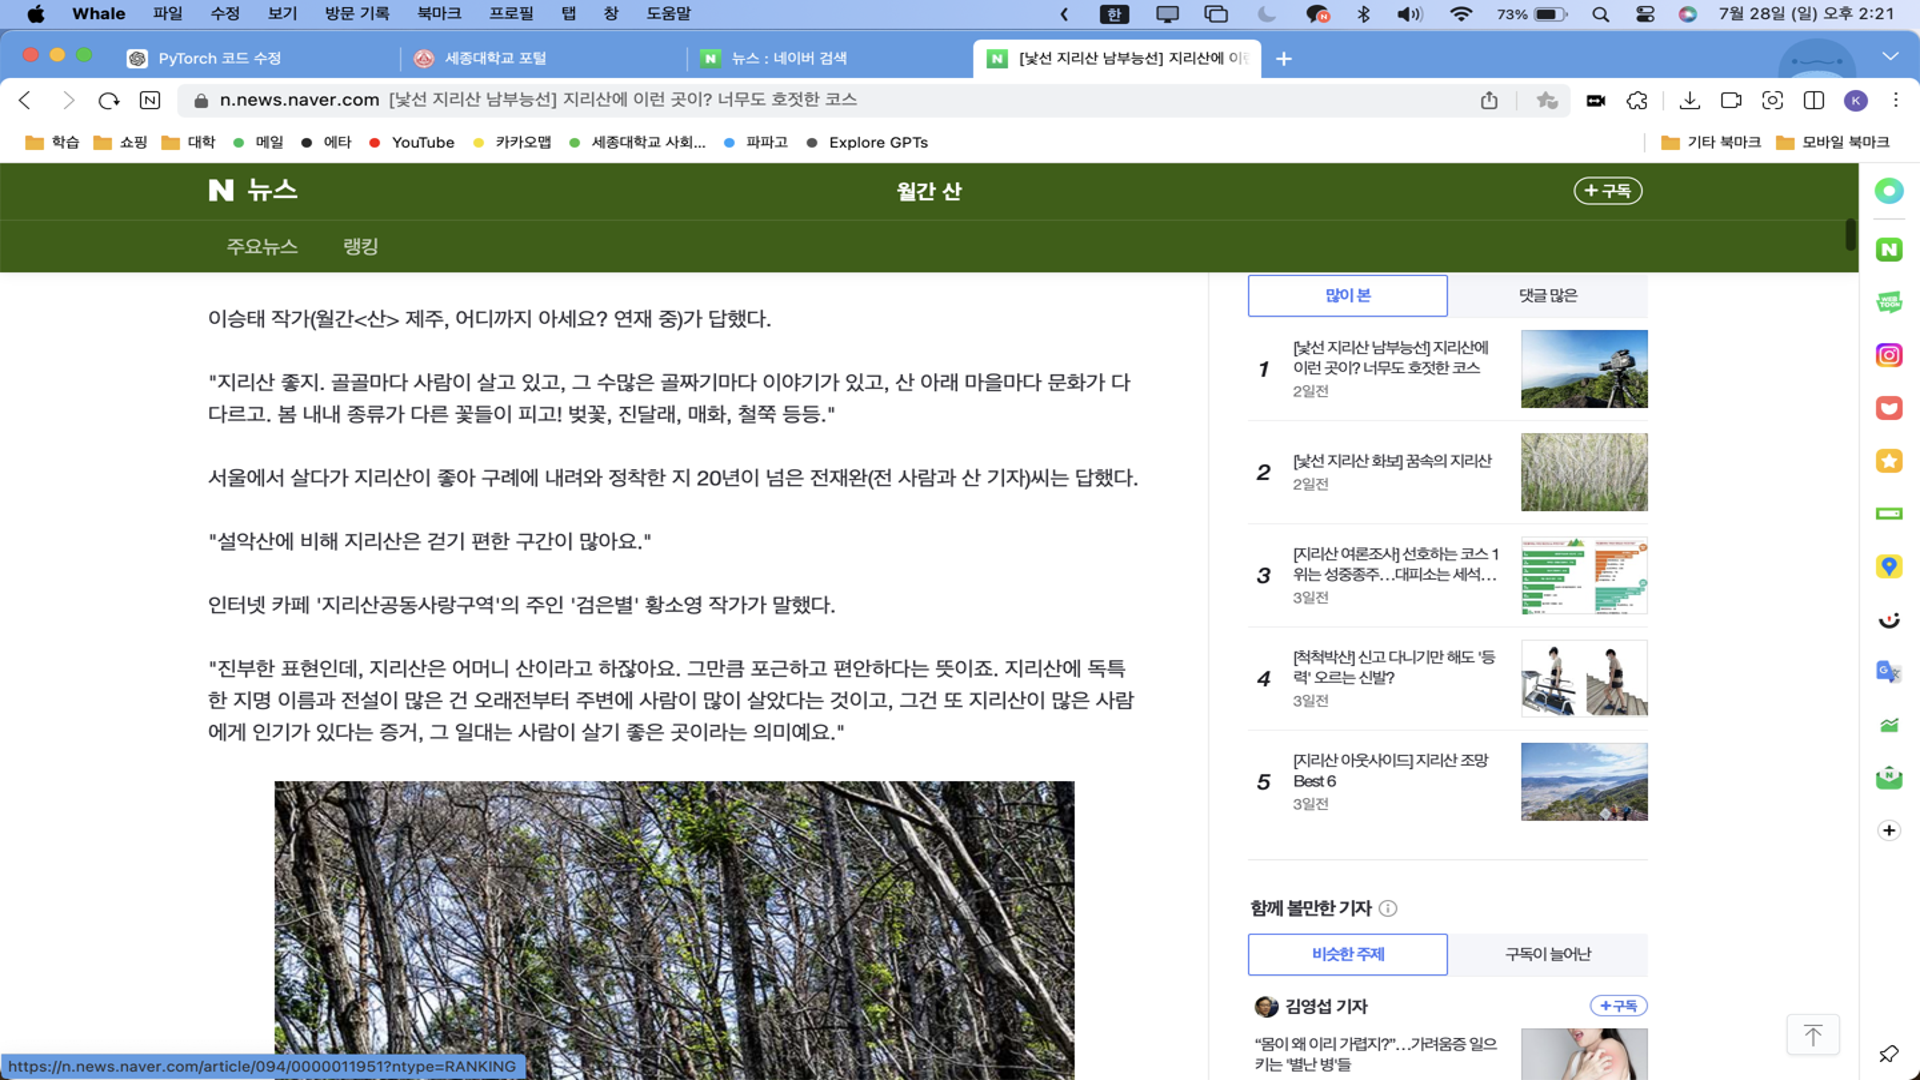 Whale 파일 수정 보기 방문 기록 북마크 프로필 탭 창 도움말 한 N 73% 7월 28일 (일) 오후 2:21
PyTorch 코드 수정 세종대학교 포털 N 뉴스 : 네이버 검색 N [낯선 지리산 남부능선] 지리산에 이런
N n.news.naver.com [낯선 지리산 남부능선] 지리산에 이런 곳이? 너무도 호젓한 코스 K
학습 쇼핑 대학 메일 에타 YouTube 카카오맵 세종대학교 사회... 파파고 Explore GPTs 기타 북마크 모바일 북마크
N 뉴스 월간 산 + 구독
주요뉴스 랭킹
이승태 작가(월간<산> 제주, 어디까지 아세요? 연재 중)가 답했다.
"지리산 좋지. 골골마다 사람이 살고 있고, 그 수많은 골짜기마다 이야기가 있고, 산 아래 마을마다 문화가 다
다르고. 봄 내내 종류가 다른 꽃들이 피고! 벚꽃, 진달래, 매화, 철쭉 등등."
서울에서 살다가 지리산이 좋아 구례에 내려와 정착한 지 20년이 넘은 전재완(전 사람과 산 기자)씨는 답했다.
"설악산에 비해 지리산은 걷기 편한 구간이 많아요."
인터넷 카페 '지리산공동사랑구역'의 주인 '검은별' 황소영 작가가 말했다.
"진부한 표현인데, 지리산은 어머니 산이라고 하잖아요. 그만큼 포근하고 편안하다는 뜻이죠. 지리산에 독특
한 지명 이름과 전설이 많은 건 오래전부터 주변에 사람이 많이 살았다는 것이고, 그건 또 지리산이 많은 사람
에게 인기가 있다는 증거, 그 일대는 사람이 살기 좋은 곳이라는 의미예요."
많이 본 댓글 많은
1 [낯선 지리산 남부능선] 지리산에
이런 곳이? 너무도 호젓한 코스
2일전
2 [낯선 지리산 화보] 꿈속의 지리산
2일전
3 [지리산 여론조사] 선호하는 코스 1
위는 성중종주…대피소는 세석…
3일전
4 [척척박산] 신고 다니기만 해도 '등
력' 오르는 신발?
3일전
5 [지리산 아웃사이드] 지리산 조망
Best 6
3일전
함께 볼만한 기자
비슷한 주제 구독이 늘어난
김영섭 기자 +구독
“몸이 왜 이리 가렵지?”…가려움증 일으
키는 '별난 병'들
N
WEB
TOON
G
N
https://n.news.naver.com/article/094/0000011951?ntype=RANKING